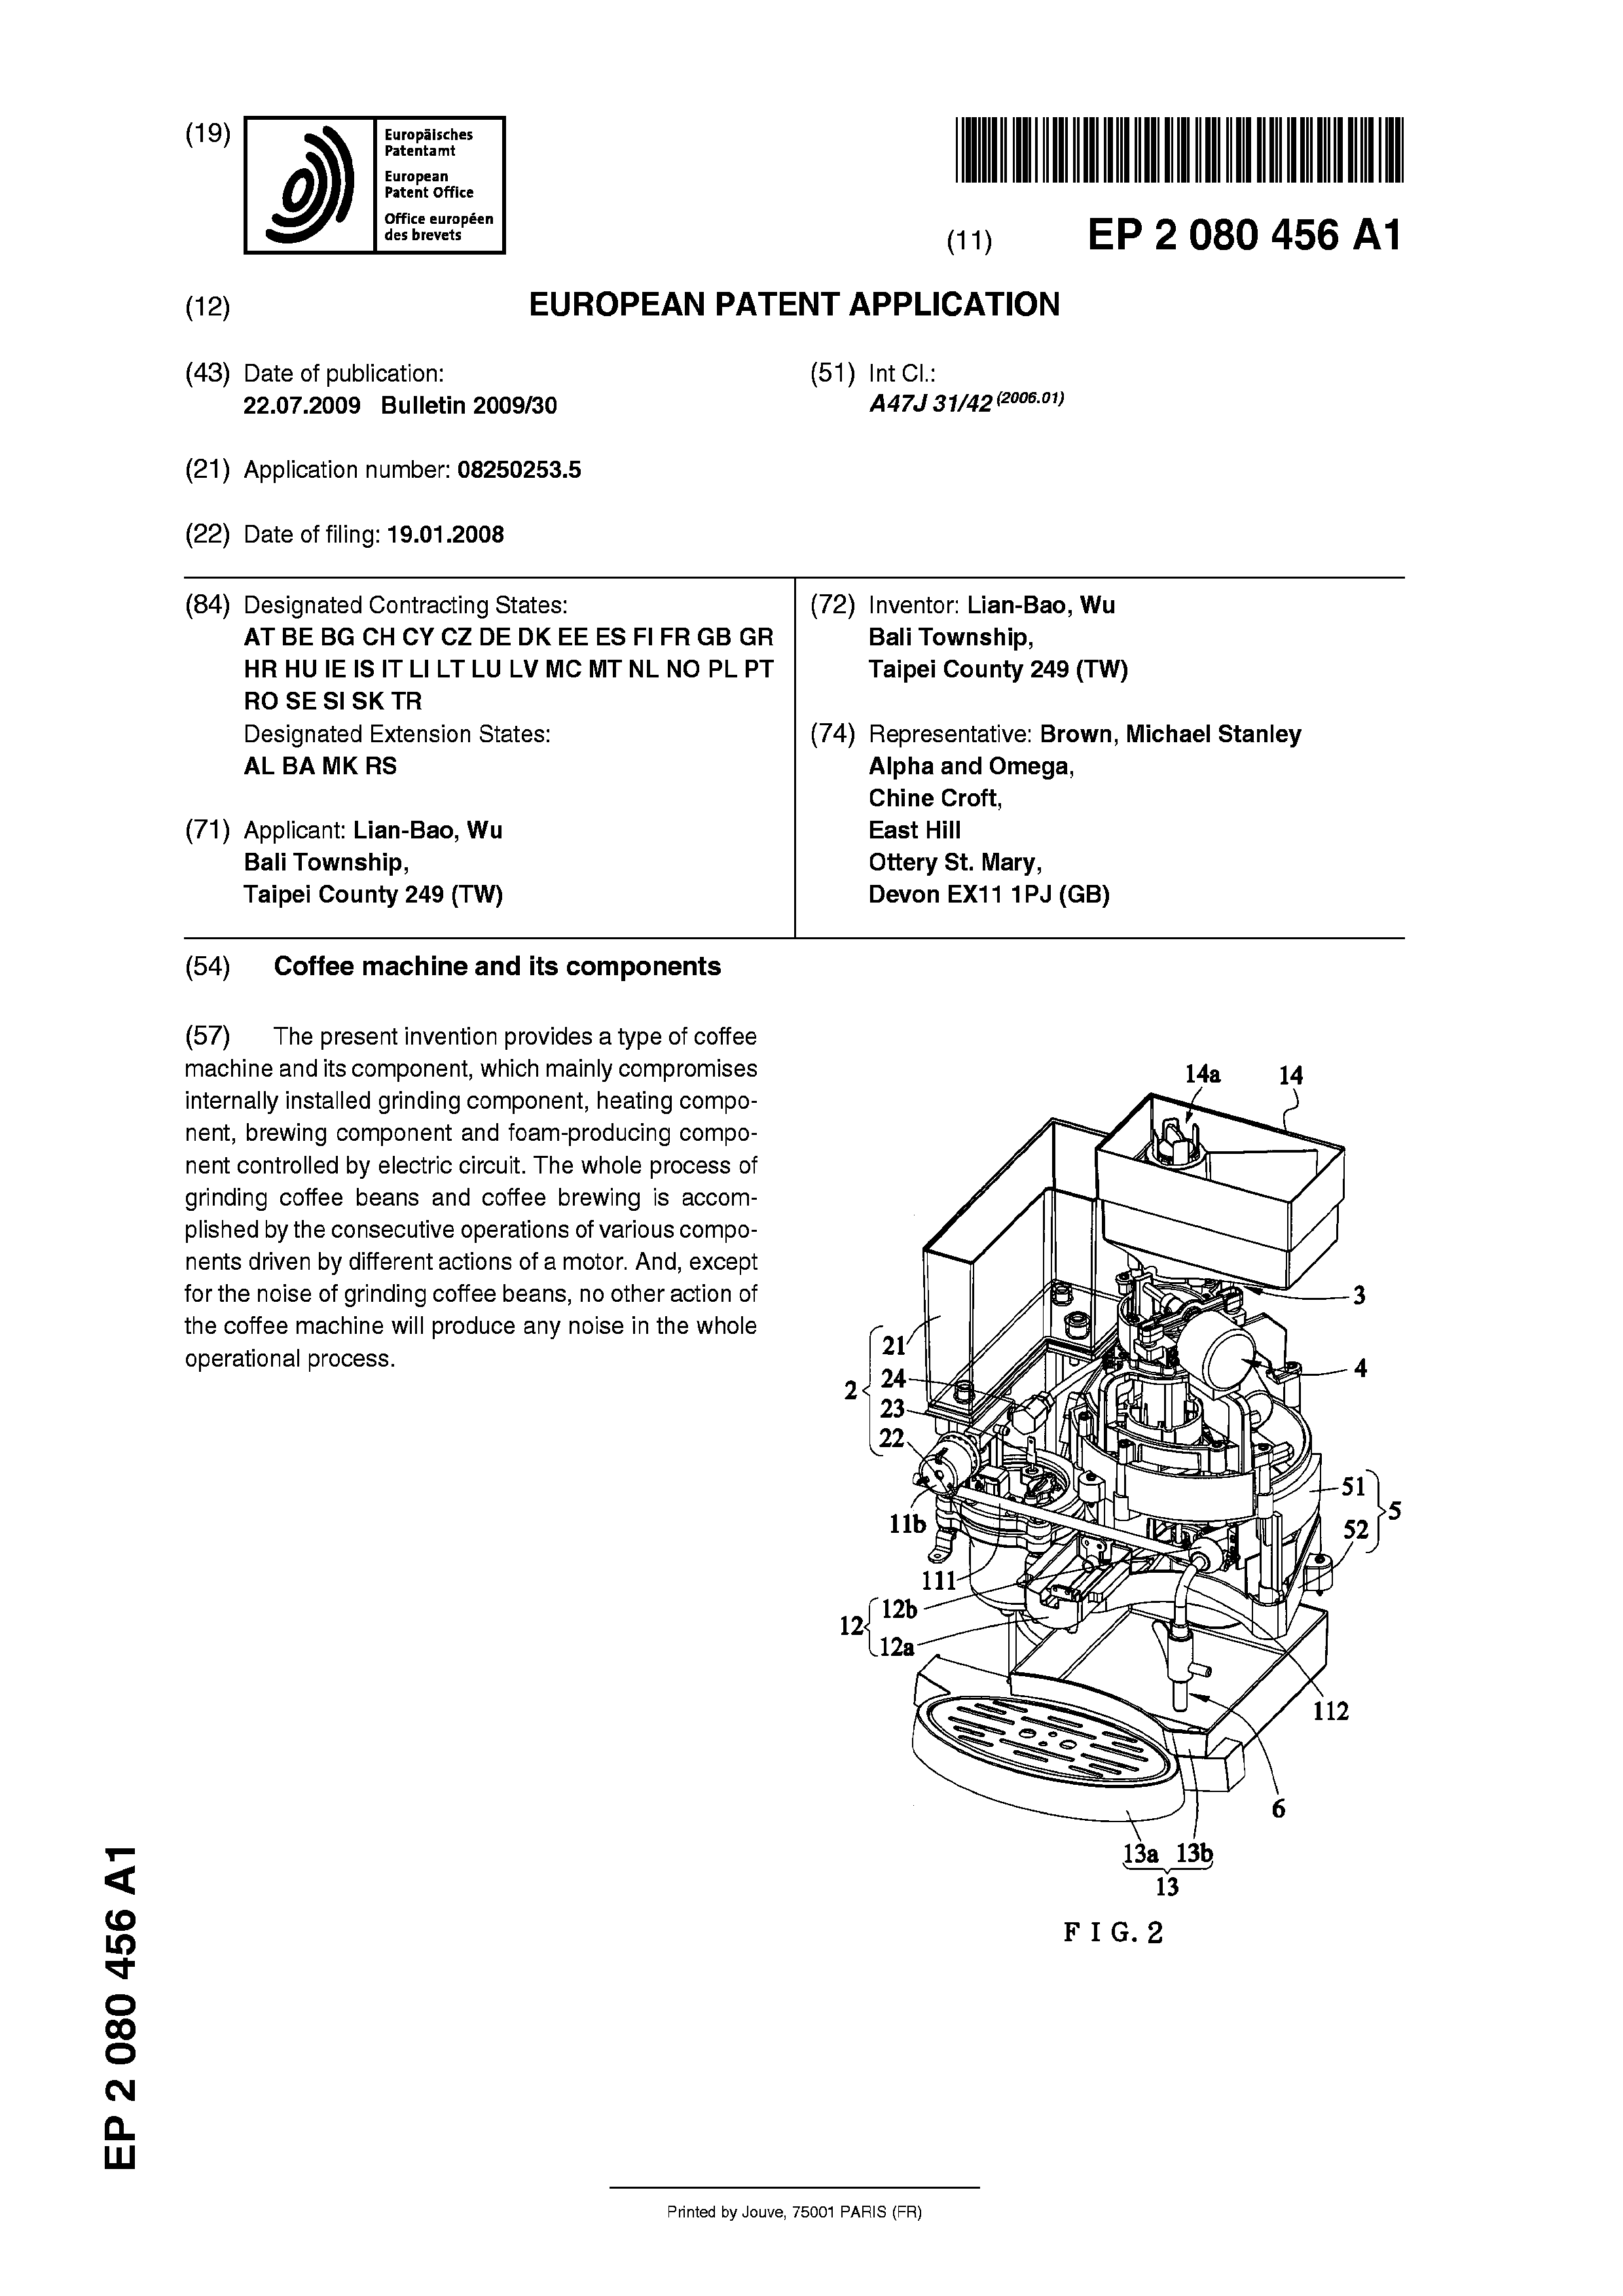 (19)
Europäisches
Patentamt
European
Patent Office
Office européen
des brevets
(11) EP 2 080 456 A1
(12) EUROPEAN PATENT APPLICATION
(43) Date of publication:
22.07.2009 Bulletin 2009/30
(51) Int Cl.:
A47J 31/42 (2006.01)
(21) Application number: 08250253.5
(22) Date of filing: 19.01.2008
(84) Designated Contracting States:
AT BE BG CH CY CZ DE DK EE ES FI FR GB GR
HR HU IE IS IT LI LT LU LV MC MT NL NO PL PT
RO SE SI SK TR
Designated Extension States:
AL BA MK RS
(71) Applicant: Lian-Bao, Wu
Bali Township,
Taipei County 249 (TW)
(72) Inventor: Lian-Bao, Wu
Bali Township,
Taipei County 249 (TW)
(74) Representative: Brown, Michael Stanley
Alpha and Omega,
Chine Croft,
East Hill
Ottery St. Mary,
Devon EX11 1PJ (GB)
(54) Coffee machine and its components
(57) The present invention provides a type of coffee
machine and its component, which mainly compromises
internally installed grinding component, heating compo-
nent, brewing component and foam-producing compo-
nent controlled by electric circuit. The whole process of
grinding coffee beans and coffee brewing is accom-
plished by the consecutive operations of various compo-
nents driven by different actions of a motor. And, except
for the noise of grinding coffee beans, no other action of
the coffee machine will produce any noise in the whole
operational process.
14a 14
3
21
4
2 24
23
22
51
11b 5
52
111
12b
12
12a
112
6
13a 13b
13
F I G. 2
EP 2 080 456 A1
Printed by Jouve, 75001 PARIS (FR)